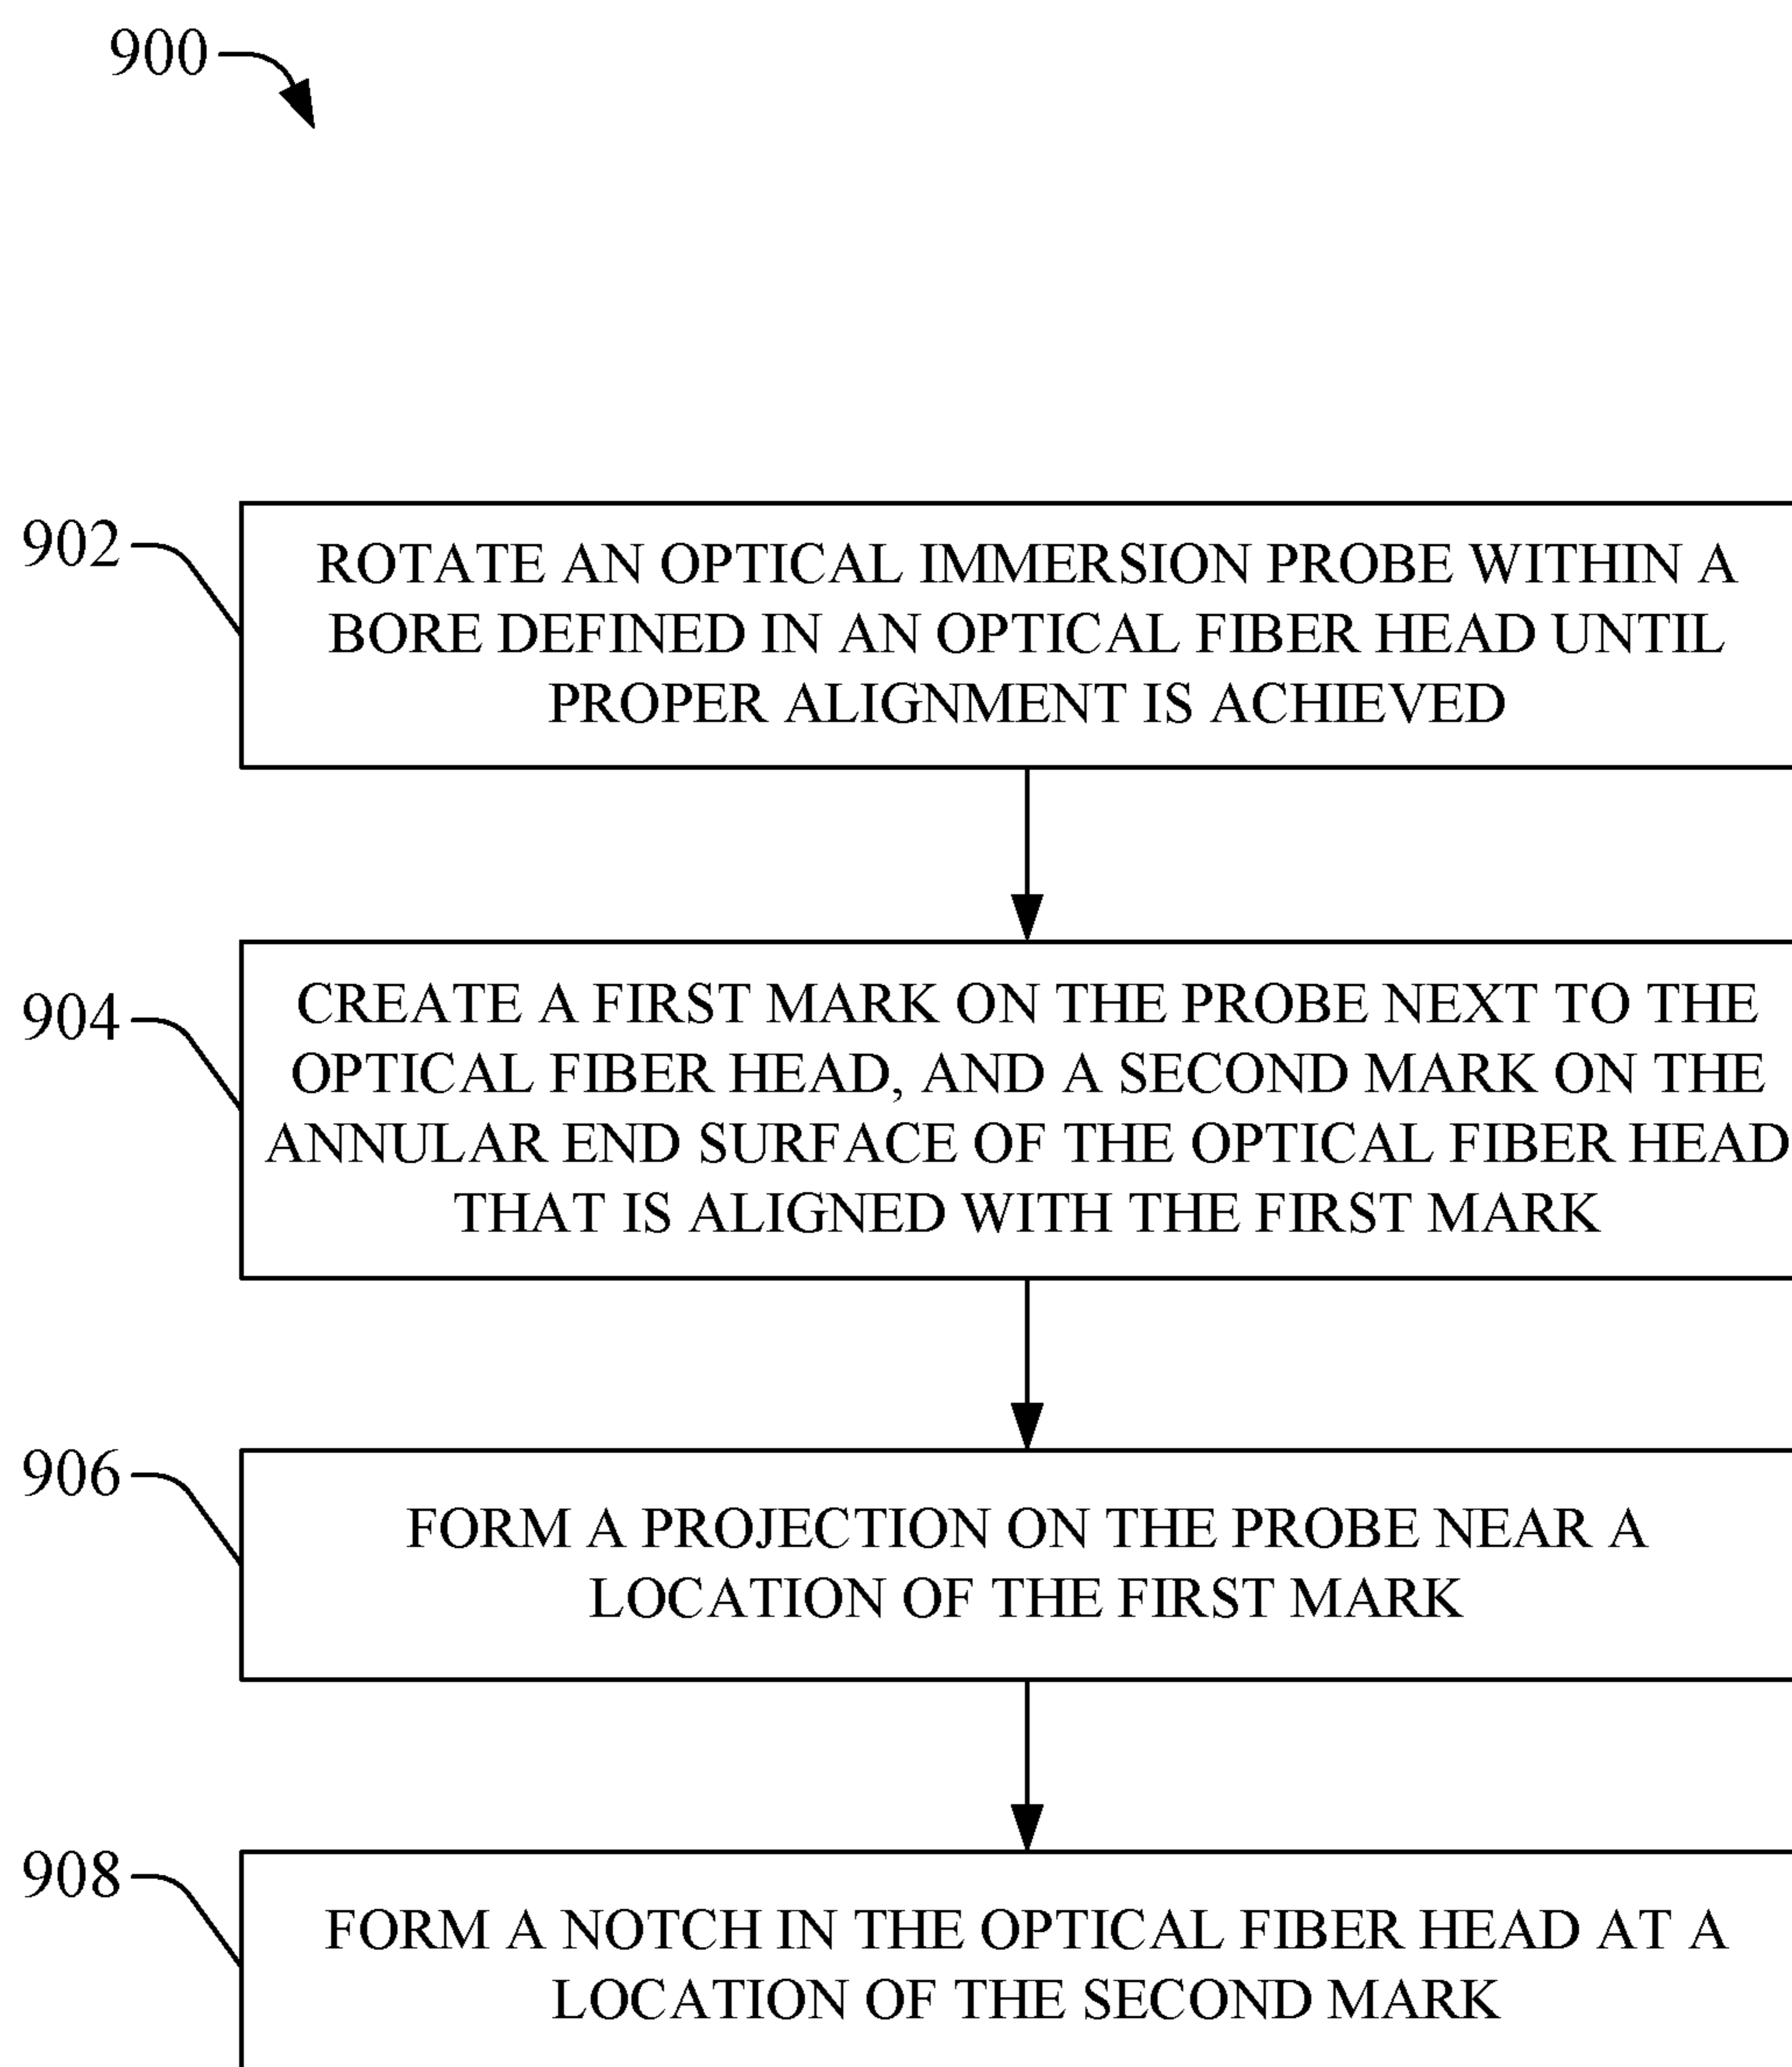 900
902
ROTATE AN OPTICAL IMMERSION PROBE WITHIN A
BORE DEFINED IN AN OPTICAL FIBER HEAD UNTIL
PROPER ALIGNMENT IS ACHIEVED
904
CREATE A FIRST MARK ON THE PROBE NEXT TO THE
OPTICAL FIBER HEAD, AND A SECOND MARK ON THE
ANNULAR END SURFACE OF THE OPTICAL FIBER HEAD
THAT IS ALIGNED WITH THE FIRST MARK
906
FORM A PROJECTION ON THE PROBE NEAR A
LOCATION OF THE FIRST MARK
908
FORM A NOTCH IN THE OPTICAL FIBER HEAD AT A
LOCATION OF THE SECOND MARK